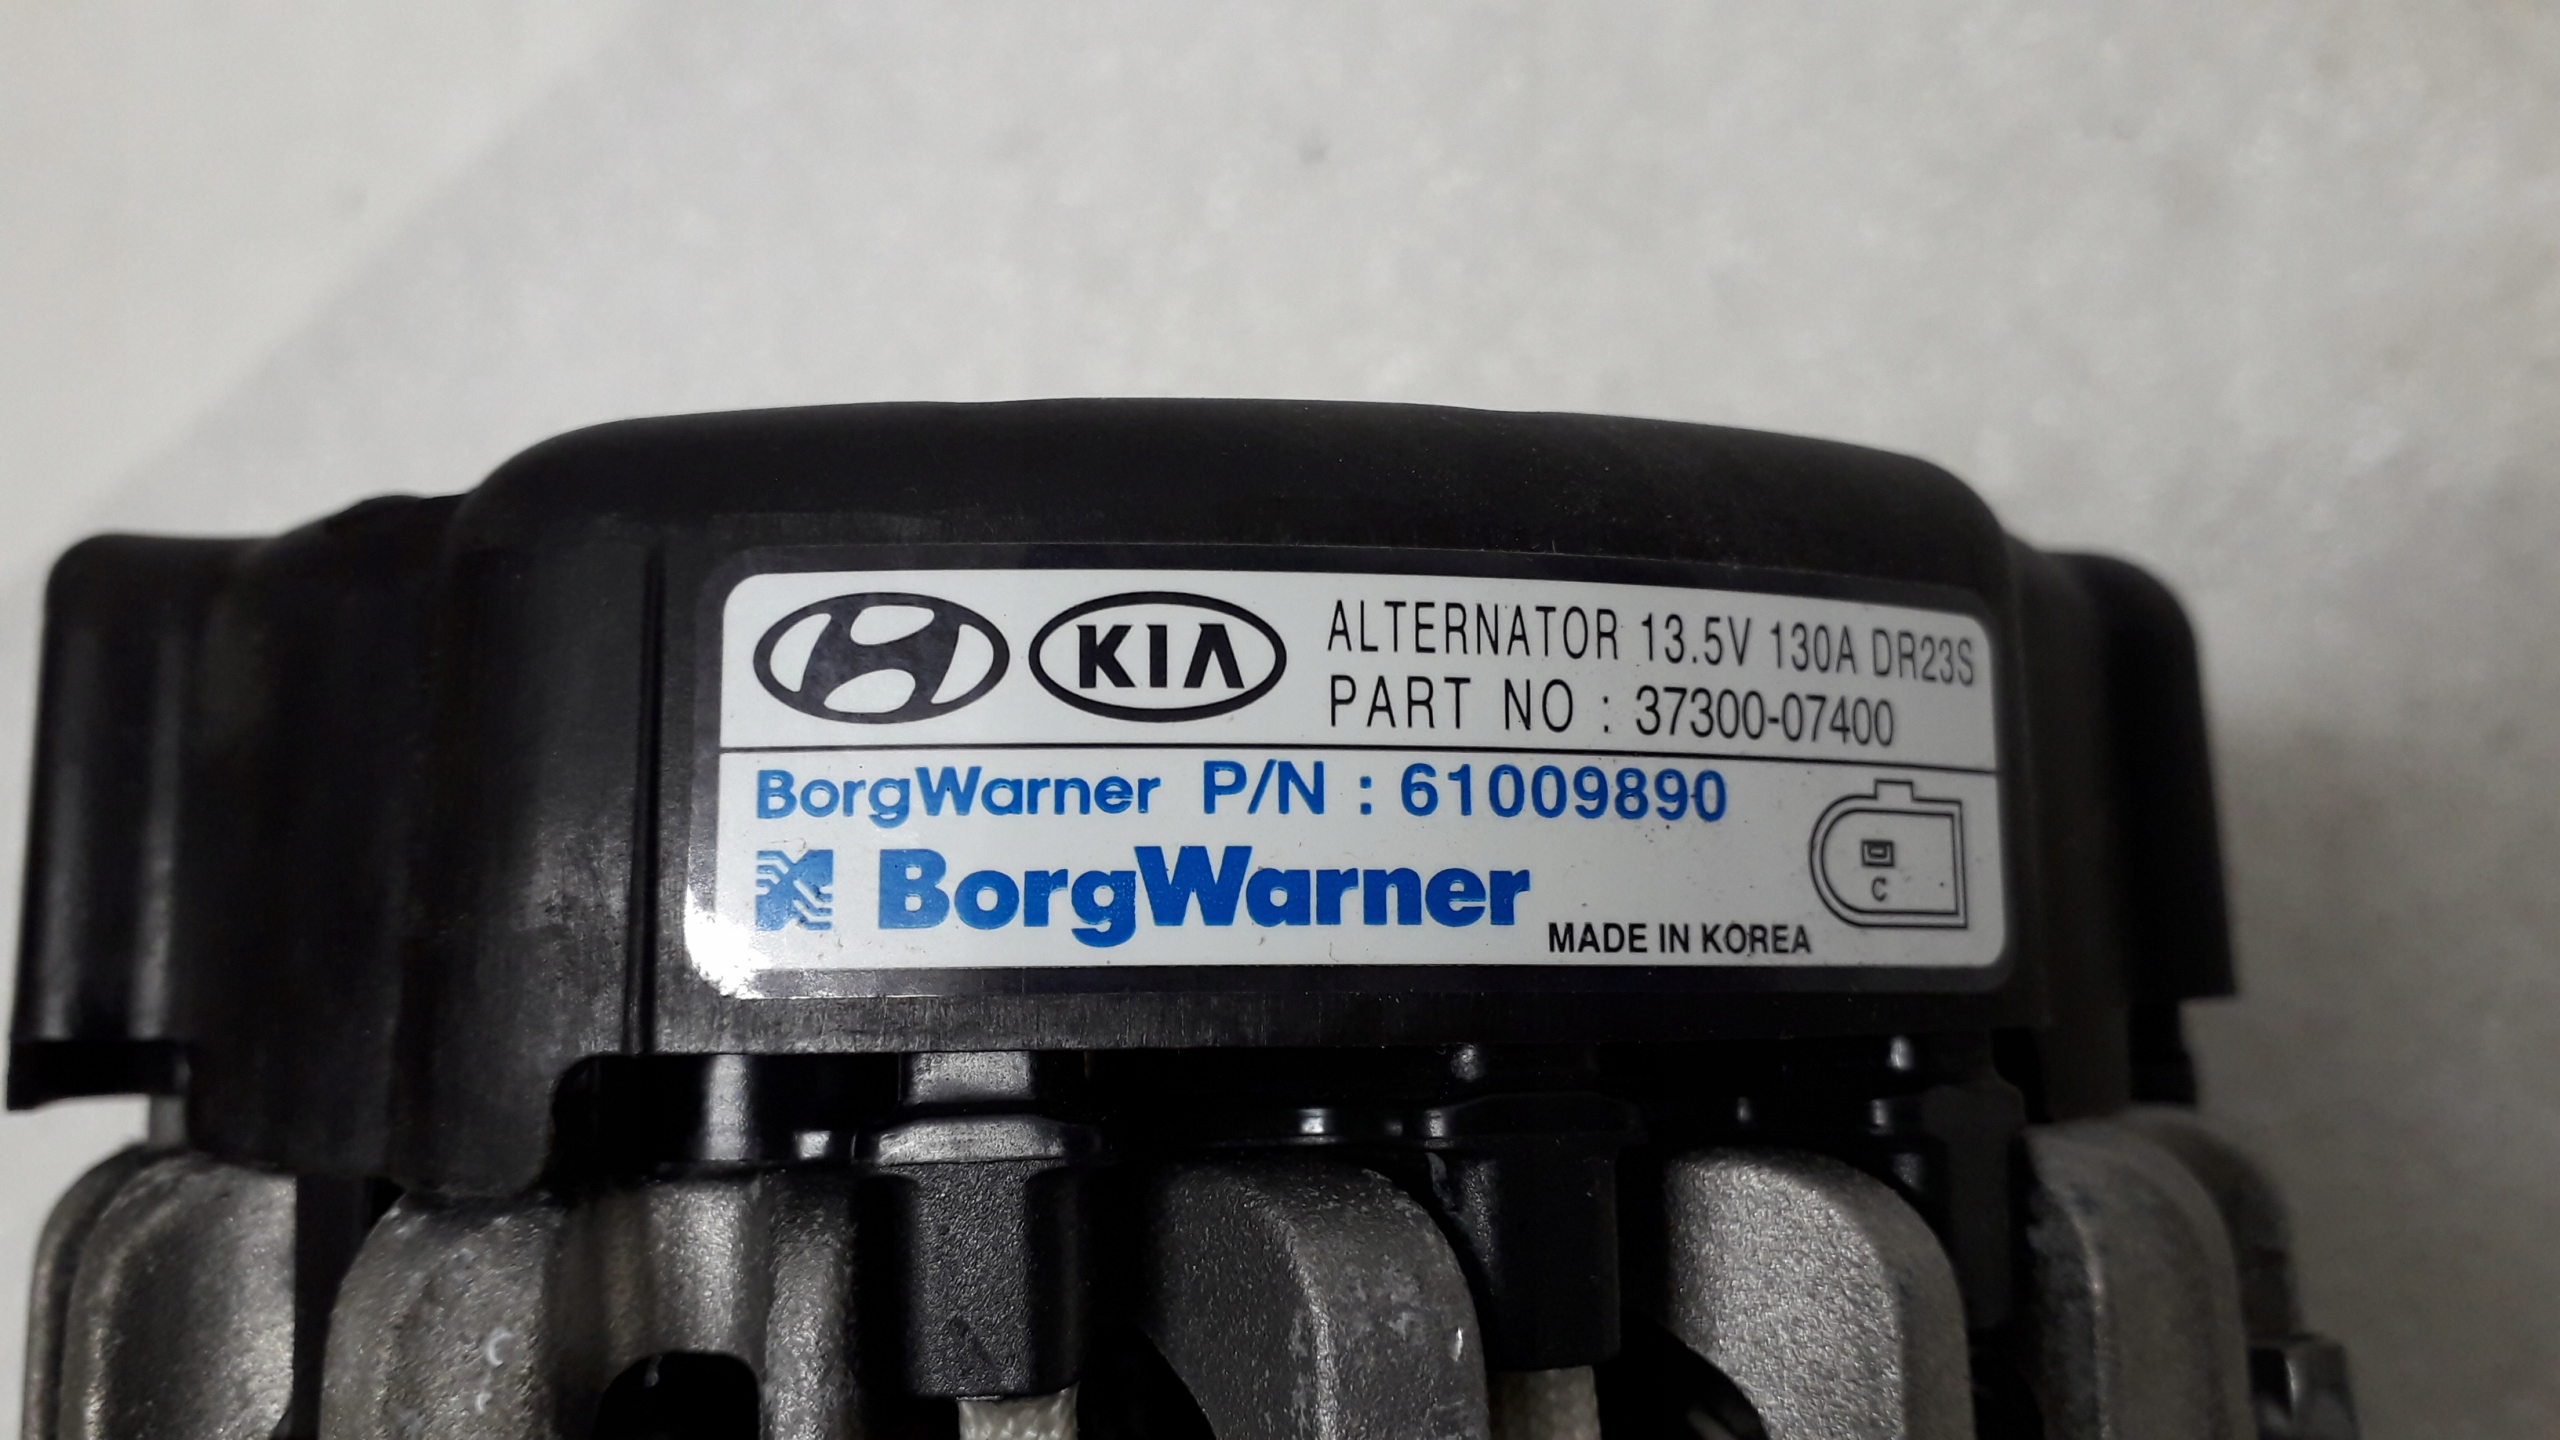 KIA
ALTERNATOR 13.5V 130A DR23S
PART NO : 37300-07400
BorgWarner P/N : 61009890
BorgWarner
MADE IN KOREA
C